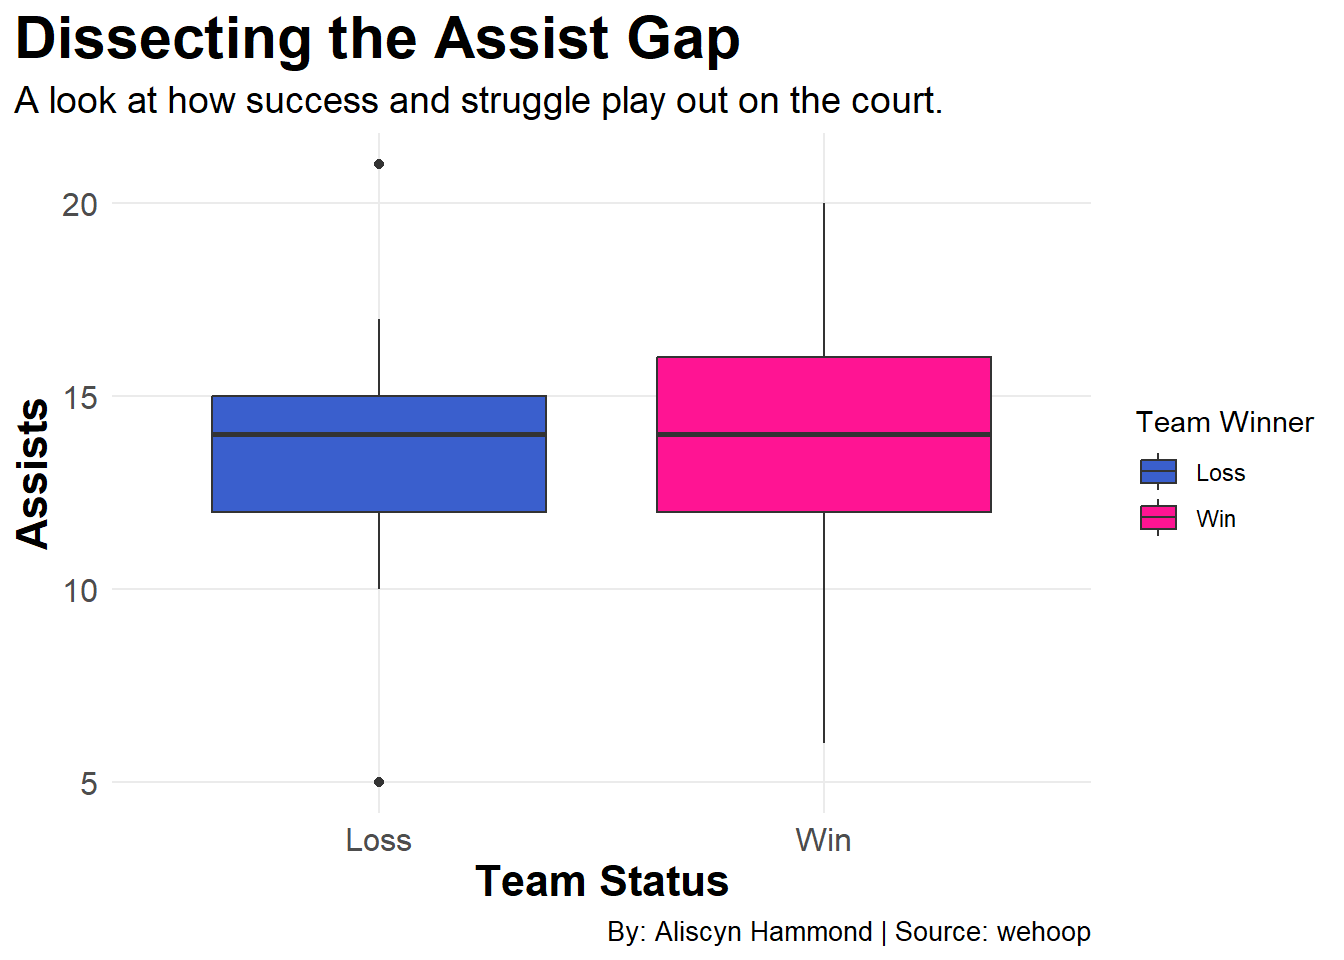 Dissecting the Assist Gap
A look at how success and struggle play out on the court.
Assists
20
15
10
5
Loss
Win
Team Status
Team Winner
Loss
Win
By: Aliscyn Hammond | Source: wehoop